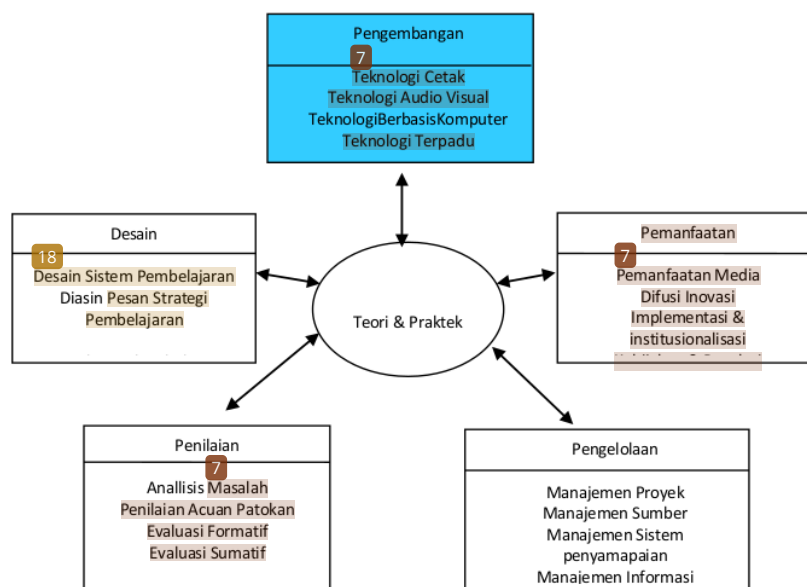 Pengembangan
7
Teknologi Cetak
Teknologi Audio Visual
TeknologiBerbasisKomputer
Teknologi Terpadu
Desain
18
Desain Sistem Pembelajaran
Diasin Pesan Strategi
Pembelajaran
Teori & Praktek
Pemanfaatan
7
Pemanfaatan Media
Difusi Inovasi
Implementasi &
institusionalisasi
Penilaian
7
Anallisis Masalah
Penilaian Acuan Patokan
Evaluasi Formatif
Evaluasi Sumatif
Pengelolaan
Manajemen Proyek
Manajemen Sumber
Manajemen Sistem
penyamapaian
Manajemen Informasi